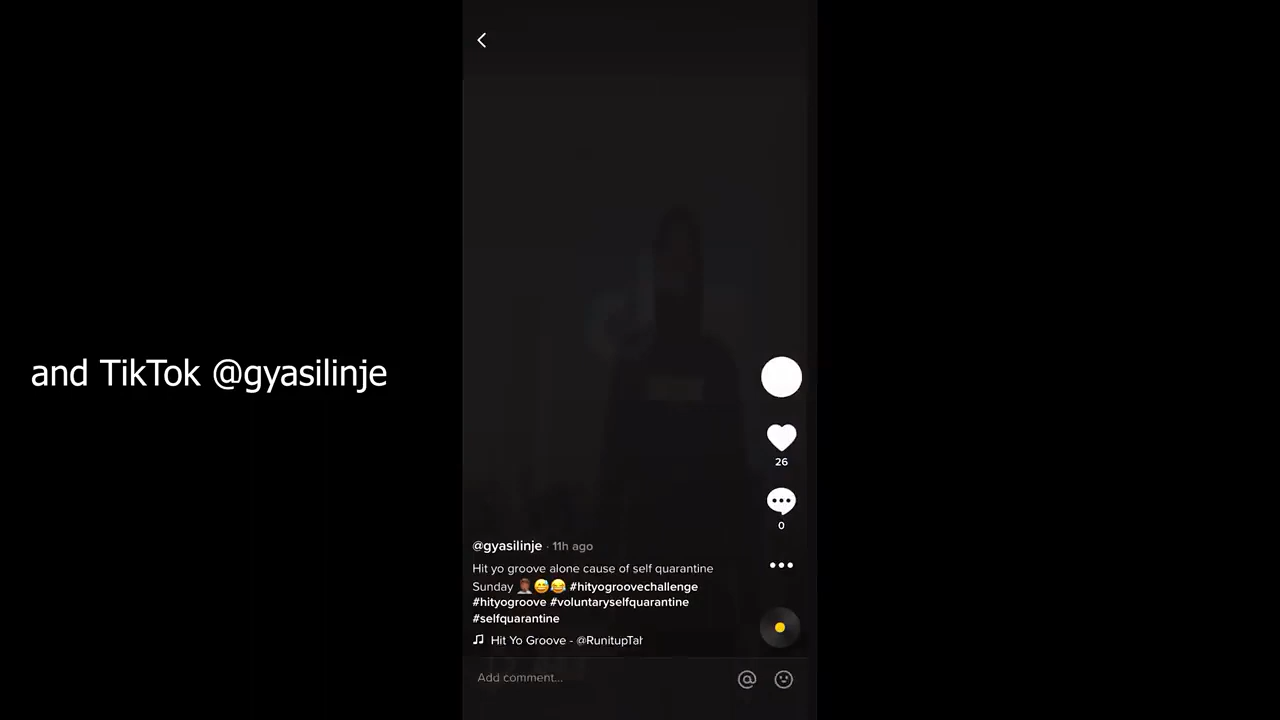 and TikTok @gyasilinje
26
0
@gyasilinje · 11h ago
Hit yo groove alone cause of self quarantine
Sunday 🤦🏾‍♂️😅😂 #hityogroovechallenge
#hityogroove #voluntaryselfquarantine
#selfquarantine
Hit Yo Groove - @RunitupTah
Add comment...